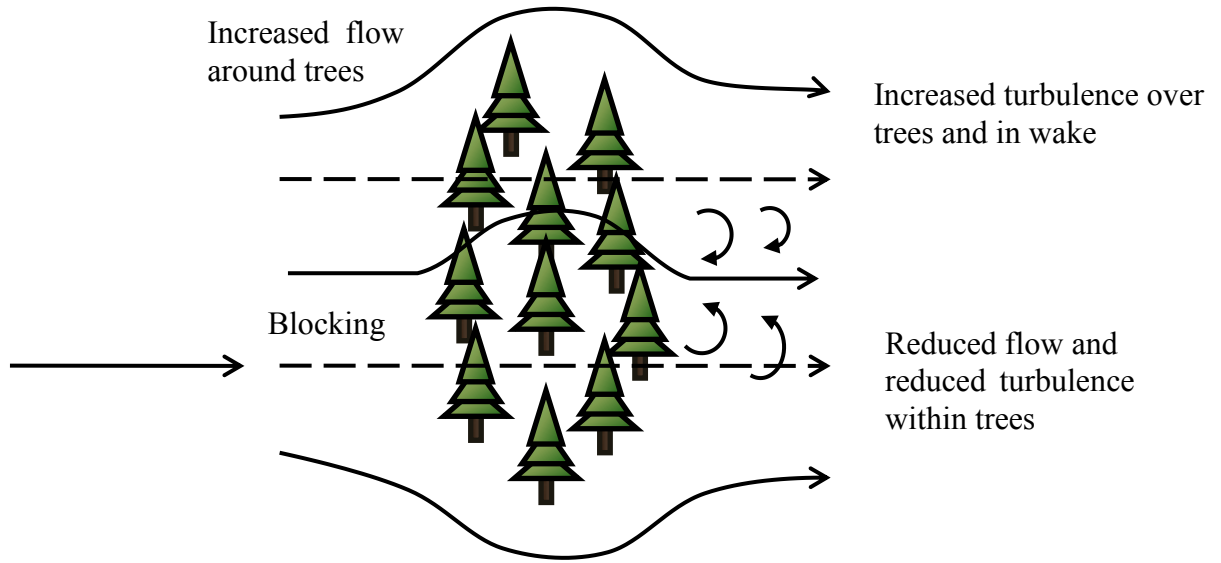 Increased flow
around trees
Increased turbulence over
trees and in wake
Blocking
Reduced flow and
reduced turbulence
within trees